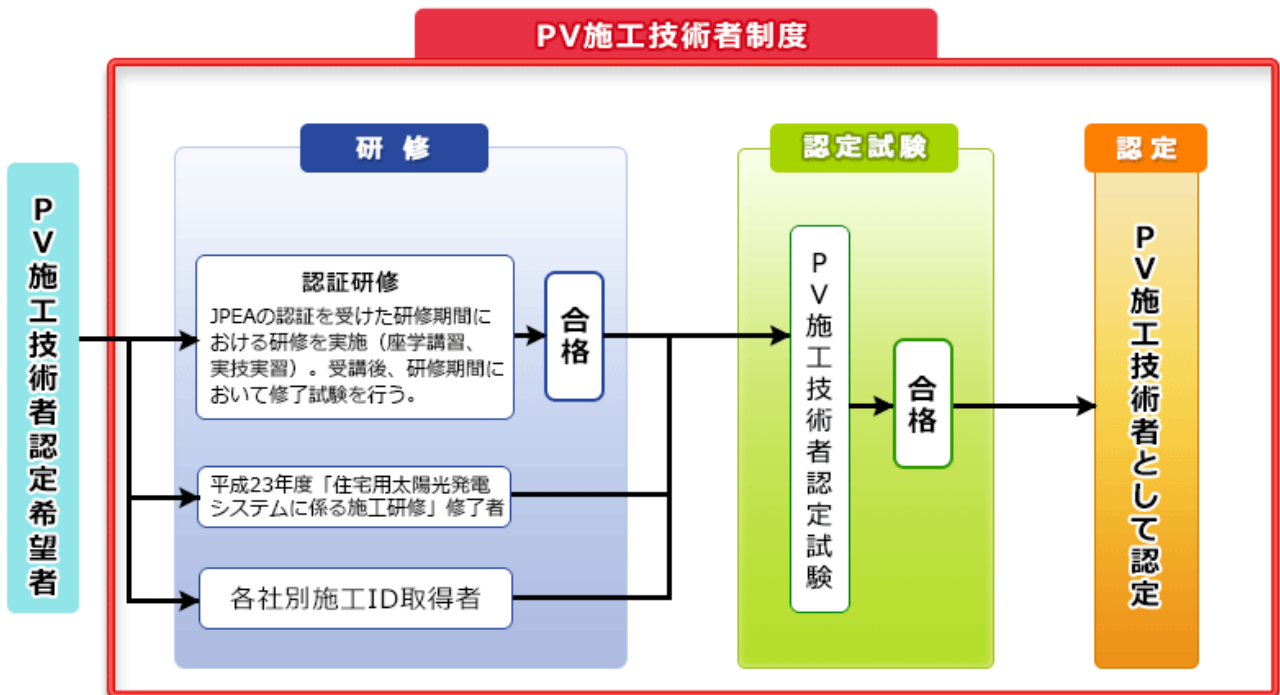 PV施工技術者制度
PV施工技術者認定希望者
研修
認証研修
JPEAの認証を受けた研修期間に
おける研修を実施（座学講習、
実技実習）。受講後、研修期間に
おいて修了試験を行う。
合格
平成23年度「住宅用太陽光発電
システムに係る施工研修」修了者
各社別施工ID取得者
認定試験
PV施工技術者認定試験
合格
認定
PV施工技術者として認定